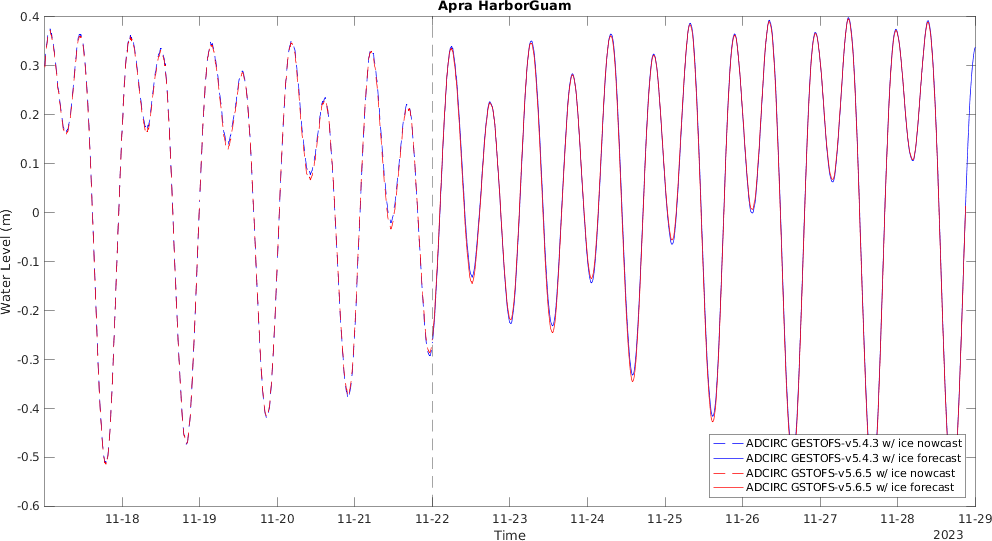 Apra HarborGuam
0.4
0.3
0.2
0.1
0
-0.1
-0.2
-0.3
-0.4
-0.5
-0.6
Water Level (m)
ADCIRC GESTOFS-v5.4.3 w/ ice nowcast
ADCIRC GESTOFS-v5.4.3 w/ ice forecast
ADCIRC GSTOFS-v5.6.5 w/ ice nowcast
ADCIRC GSTOFS-v5.6.5 w/ ice forecast
11-18 11-19 11-20 11-21 11-22 11-23 11-24 11-25 11-26 11-27 11-28 11-29
Time
2023